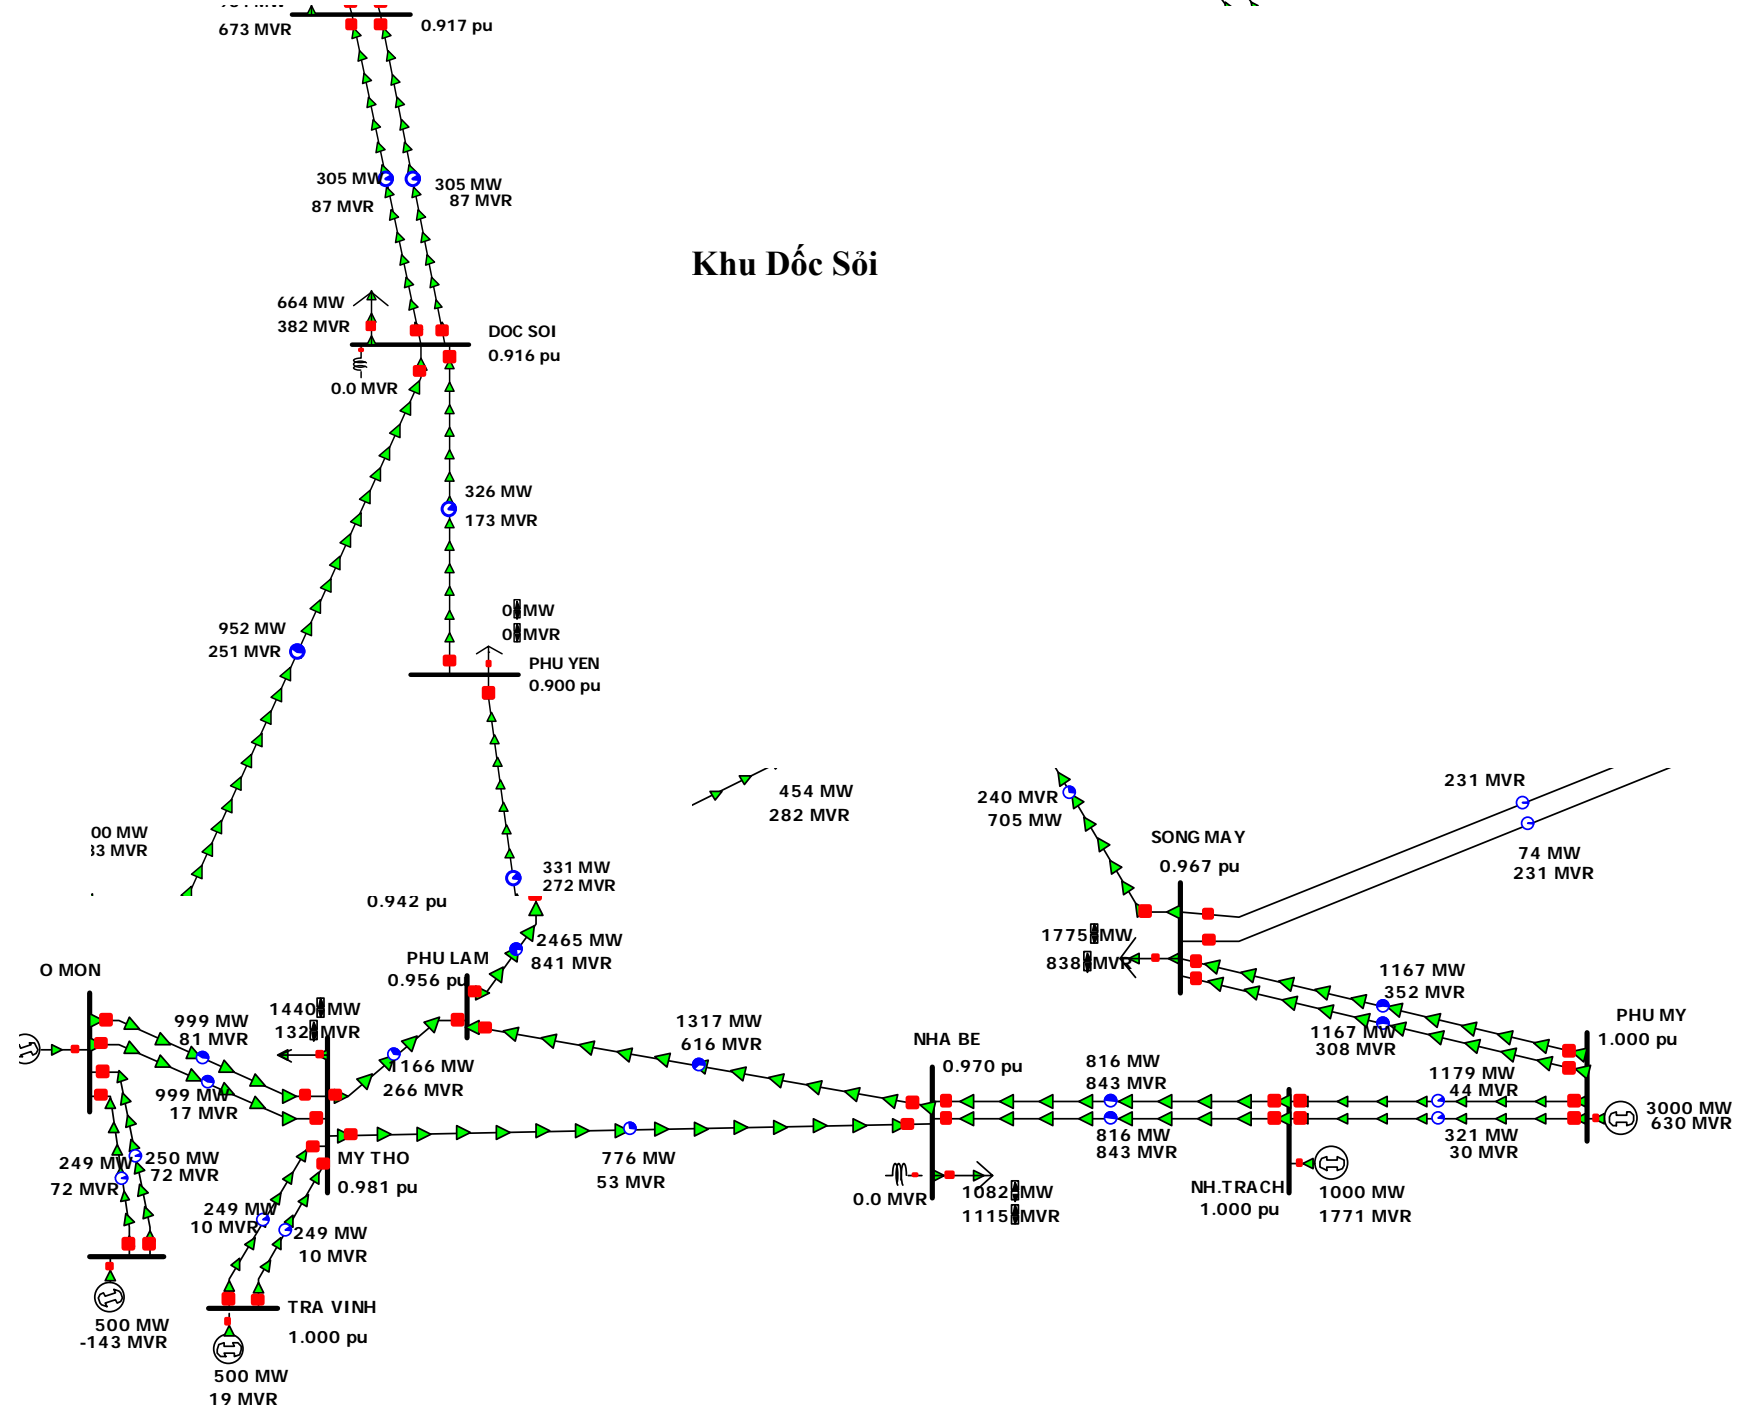 673 MVR
0.917 pu
305 MW
87 MVR
305 MW
87 MVR
Khu Dốc Sỏi
664 MW
382 MVR
DOC SOI
0.916 pu
0.0 MVR
326 MW
173 MVR
952 MW
251 MVR
0 MW
0 MVR
PHU YEN
0.900 pu
454 MW
282 MVR
240 MVR
705 MW
231 MVR
SONG MAY
0.967 pu
74 MW
231 MVR
00 MW
33 MVR
331 MW
272 MVR
0.942 pu
2465 MW
841 MVR
PHU LAM
0.956 pu
O MON
1775 MW
838 MVR
1167 MW
352 MVR
1167 MW
308 MVR
PHU MY
1.000 pu
1440 MW
132 MVR
999 MW
81 MVR
999 MW
17 MVR
1166 MW
266 MVR
1317 MW
616 MVR
NHA BE
0.970 pu
816 MW
843 MVR
816 MW
843 MVR
1179 MW
44 MVR
321 MW
30 MVR
3000 MW
630 MVR
249 MW
72 MVR
250 MW
72 MVR
MY THO
0.981 pu
776 MW
53 MVR
0.0 MVR
1082 MW
1115 MVR
NH.TRACH
1.000 pu
1000 MW
1771 MVR
249 MW
10 MVR
249 MW
10 MVR
500 MW
-143 MVR
TRA VINH
1.000 pu
500 MW
19 MVR